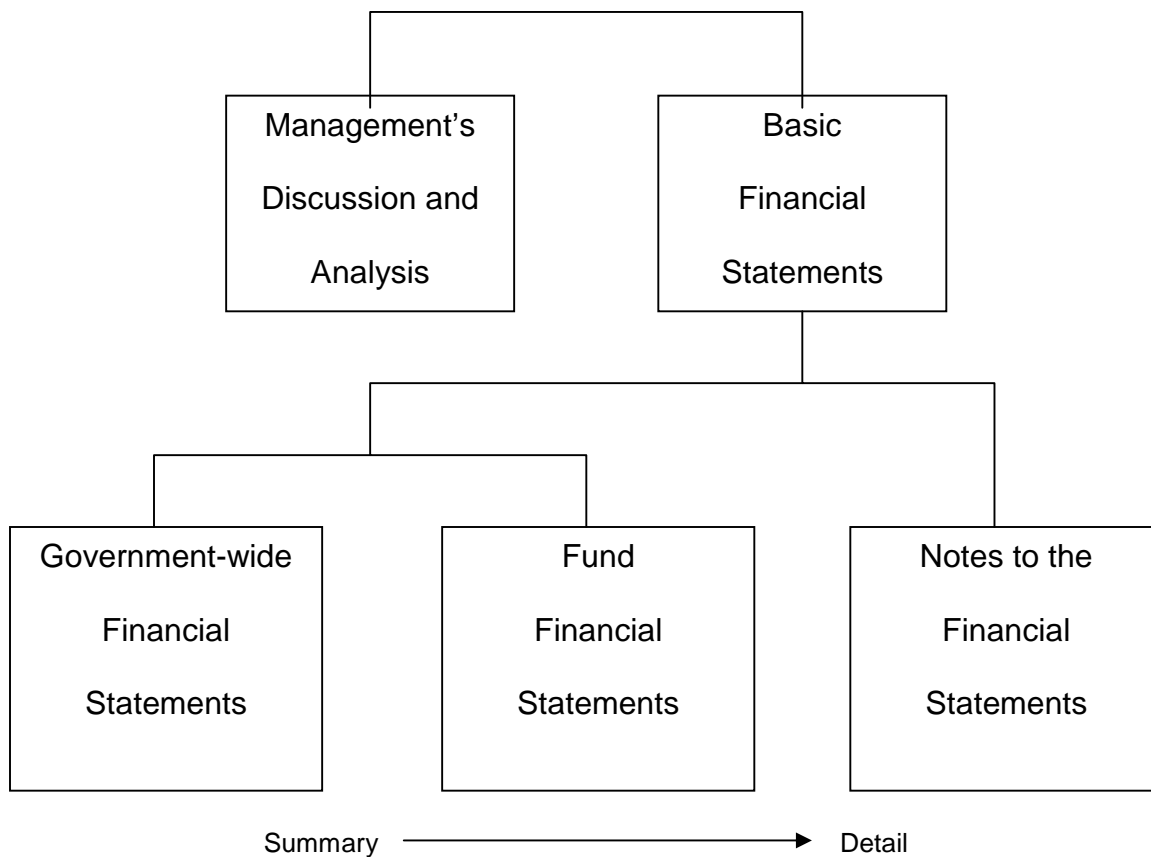 Management’s
Discussion and
Analysis
Basic
Financial
Statements
Government-wide
Financial
Statements
Fund
Financial
Statements
Notes to the
Financial
Statements
Summary
Detail